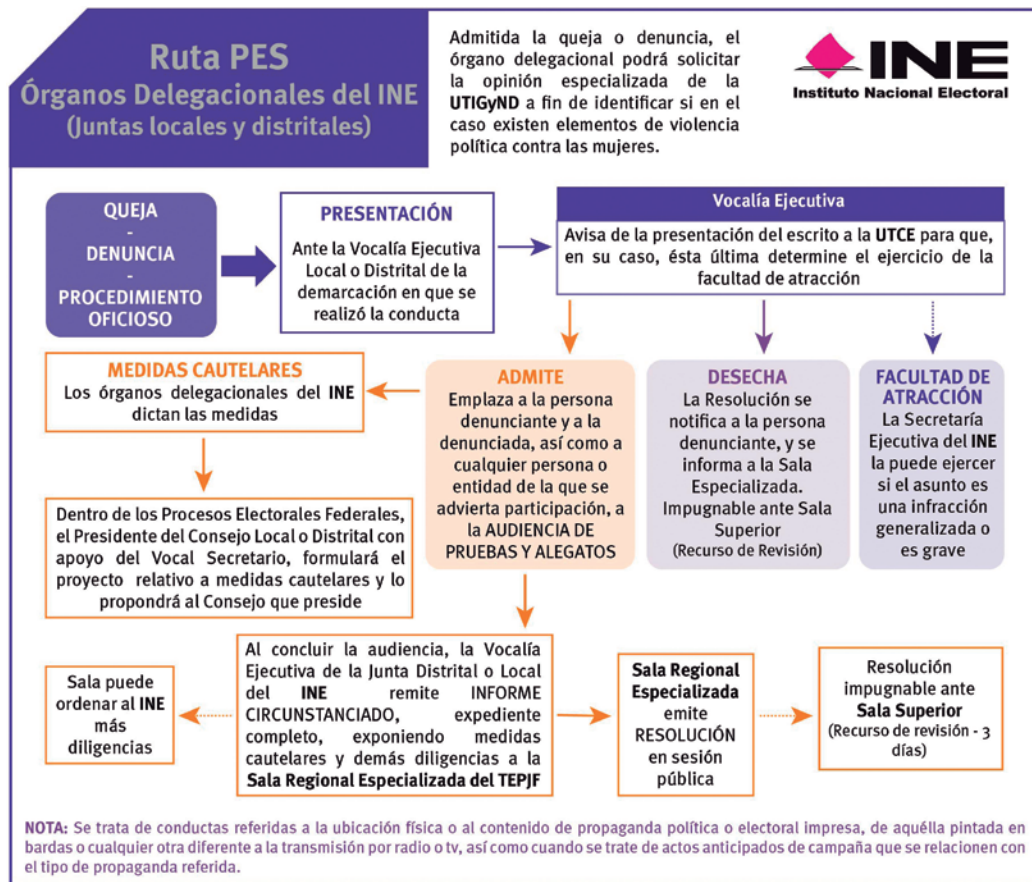 Ruta PES
Órganos Delegacionales del INE
(Juntas locales y distritales)
Admitida la queja o denuncia, el
órgano delegacional podrá solicitar
la opinión especializada de la
UTIGyND a fin de identificar si en el
caso existen elementos de violencia
política contra las mujeres.
INE
Instituto Nacional Electoral
QUEJA
-
DENUNCIA
-
PROCEDIMIENTO
OFICIOSO
PRESENTACIÓN
Ante la Vocalía Ejecutiva
Local o Distrital de la
demarcación en que se
realizó la conducta
Vocalía Ejecutiva
Avisa de la presentación del escrito a la UTCE para que,
en su caso, ésta última determine el ejercicio de la
facultad de atracción
MEDIDAS CAUTELARES
Los órganos delegacionales del INE
dictan las medidas
ADMITE
Emplaza a la persona
denunciante y a la
denunciada, así como a
cualquier persona o
entidad de la que se
advierta participación, a
la AUDIENCIA DE
PRUEBAS Y ALEGATOS
DESECHA
La Resolución se
notifica a la persona
denunciante, y se
informa a la Sala
Especializada.
Impugnable ante Sala
Superior
(Recurso de Revisión)
FACULTAD DE
ATRACCIÓN
La Secretaría
Ejecutiva del INE
la puede ejercer
si el asunto es
una infracción
generalizada o
es grave
Dentro de los Procesos Electorales Federales,
el Presidente del Consejo Local o Distrital con
apoyo del Vocal Secretario, formulará el
proyecto relativo a medidas cautelares y lo
propondrá al Consejo que preside
Sala puede
ordenar al INE
más
diligencias
Al concluir la audiencia, la Vocalía
Ejecutiva de la Junta Distrital o Local
del INE remite INFORME
CIRCUNSTANCIADO, expediente
completo, exponiendo medidas
cautelares y demás diligencias a la
Sala Regional Especializada del TEPJF
Sala Regional
Especializada
emite
RESOLUCIÓN
en sesión
pública
Resolución
impugnable ante
Sala Superior
(Recurso de revisión - 3
días)
NOTA: Se trata de conductas referidas a la ubicación física o al contenido de propaganda política o electoral impresa, de aquélla pintada en
bardas o cualquier otra diferente a la transmisión por radio o tv, así como cuando se trate de actos anticipados de campaña que se relacionen con
el tipo de propaganda referida.